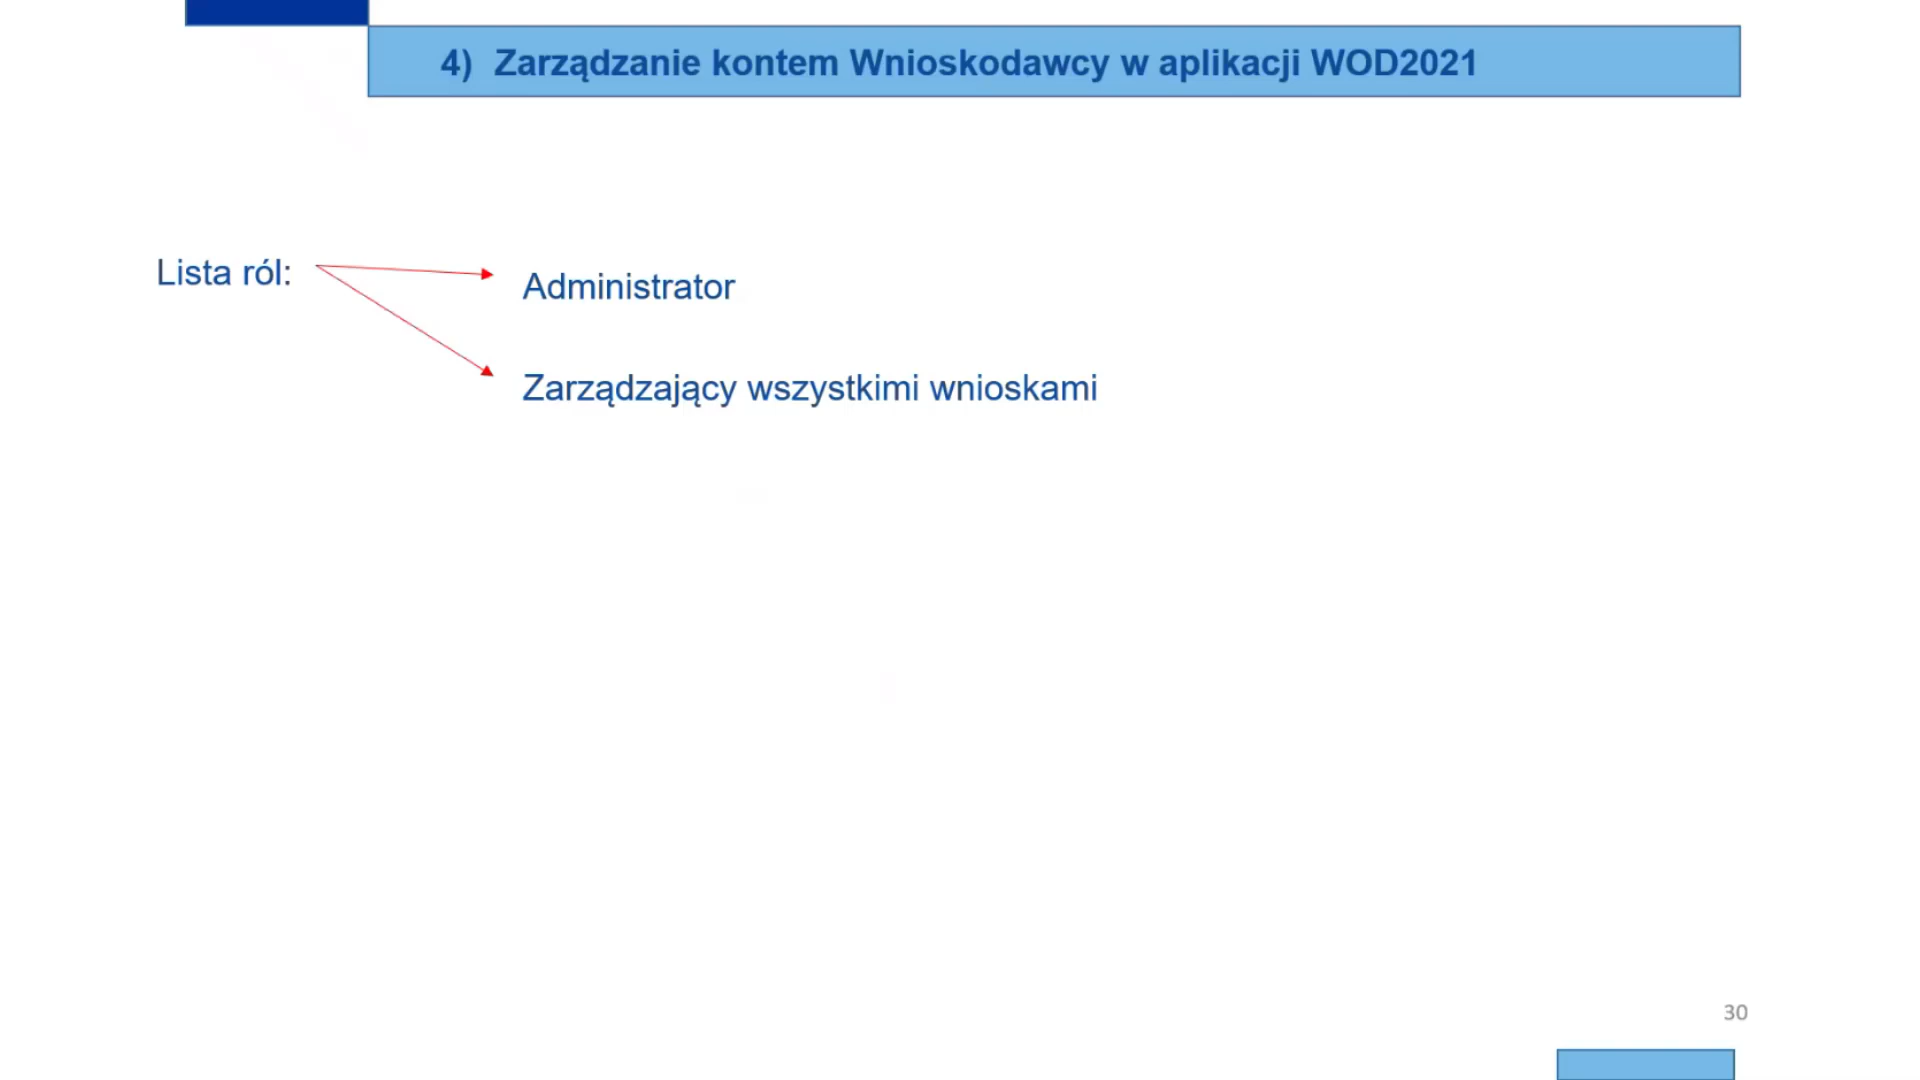 4) Zarządzanie kontem Wnioskodawcy w aplikacji WOD2021
Lista ról:
Administrator
Zarządzający wszystkimi wnioskami
30